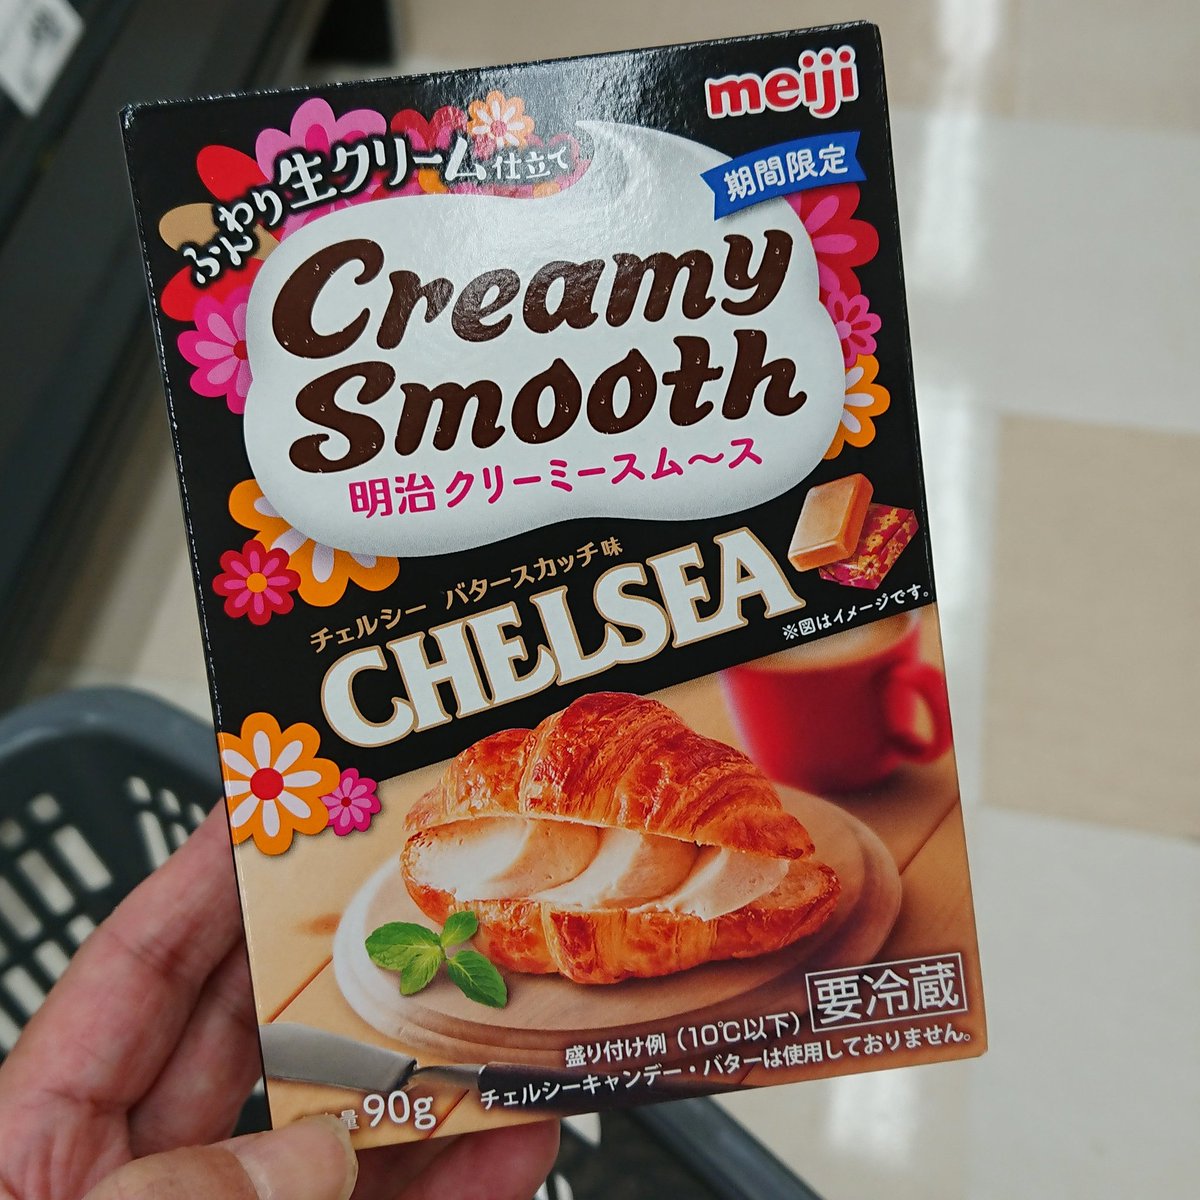 meiji
期間限定
ふんわり生クリーム仕立て
Creamy
Smooth
明治 クリーミースム〜ス
チェルシー バタースカッチ味
CHELSEA
※図はイメージです。
要冷蔵
盛り付け例 (10℃以下)
チェルシーキャンデー・バターは使用しておりません。
量 90g